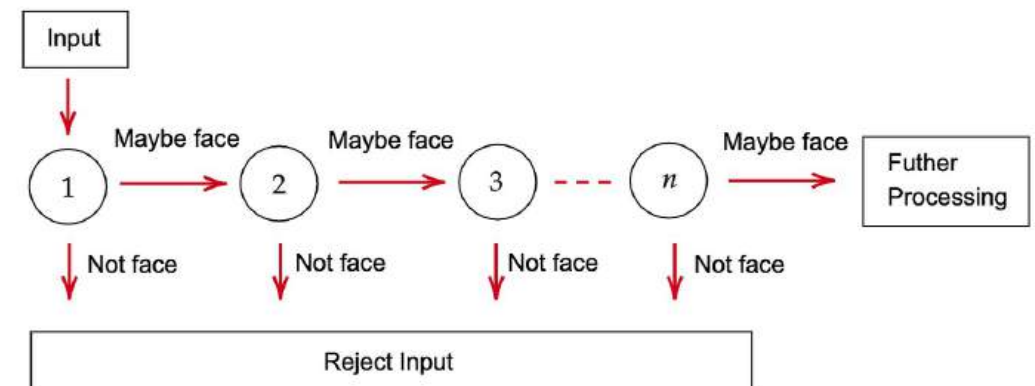 Input
Maybe face
Maybe face
Maybe face
1
2
3
n
Futher
Processing
Not face
Not face
Not face
Not face
Reject Input